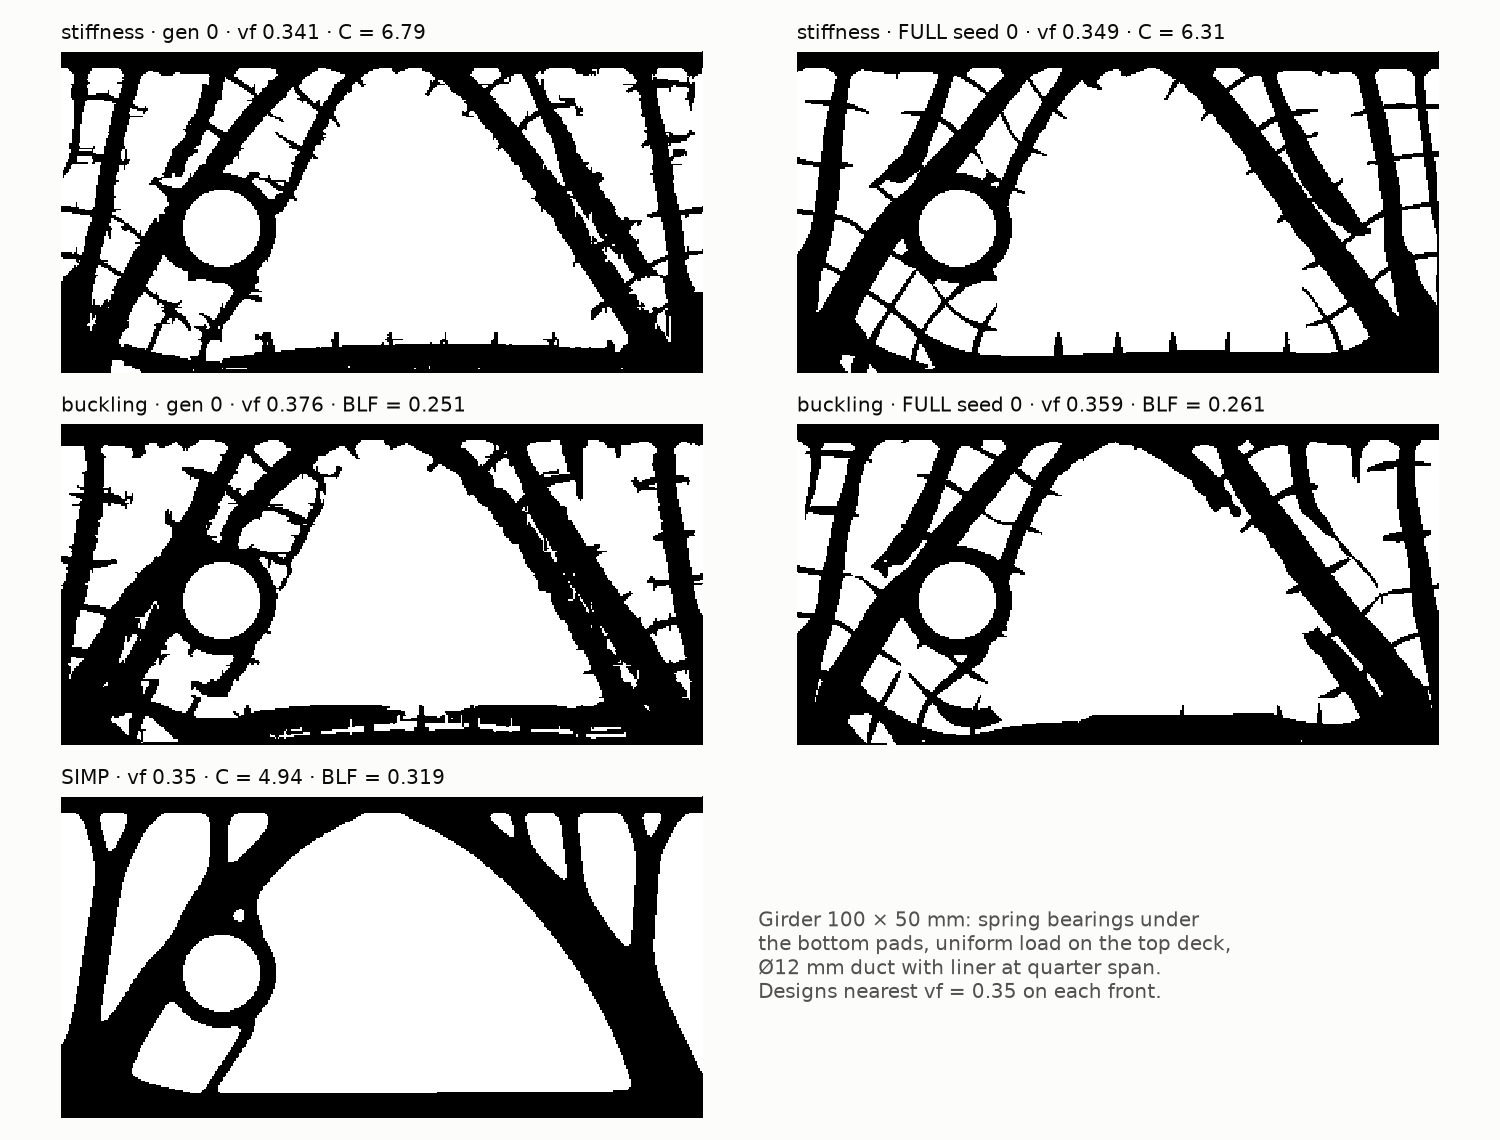 stiffness · gen 0 · vf 0.341 · C = 6.79
stiffness · FULL seed 0 · vf 0.349 · C = 6.31
buckling · gen 0 · vf 0.376 · BLF = 0.251
buckling · FULL seed 0 · vf 0.359 · BLF = 0.261
SIMP · vf 0.35 · C = 4.94 · BLF = 0.319
Girder 100 × 50 mm: spring bearings under
the bottom pads, uniform load on the top deck,
Ø12 mm duct with liner at quarter span.
Designs nearest vf = 0.35 on each front.